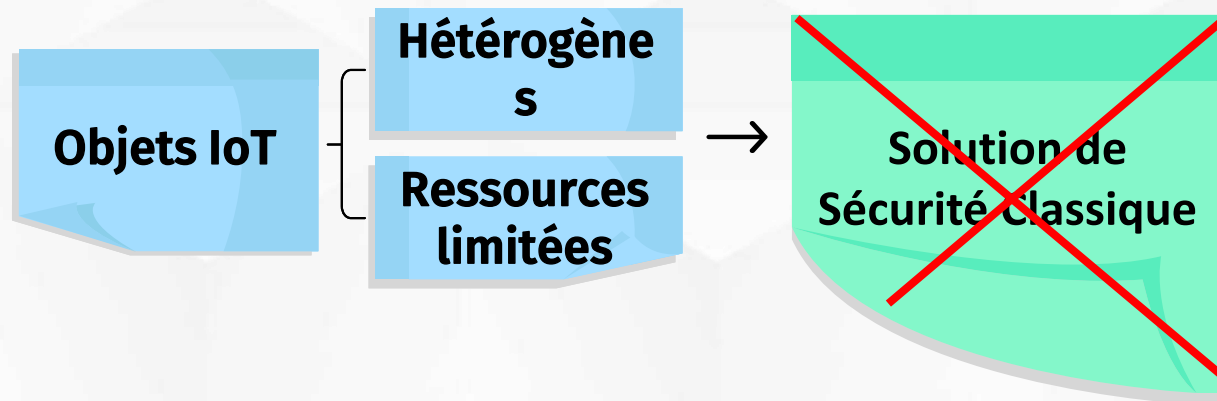 Objets IoT
Hétérogène
s
Ressources
limitées
Solution de
Sécurité Classique